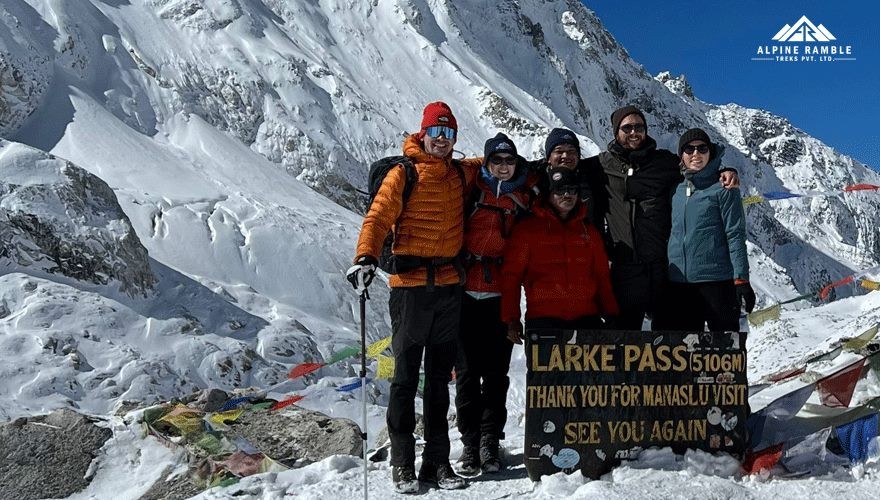 ALPINE RAMBLE
TREKS PVT. LTD.
LARKE PASS (5106M)
THANK YOU FOR MANASLU VISIT
SEE YOU AGAIN